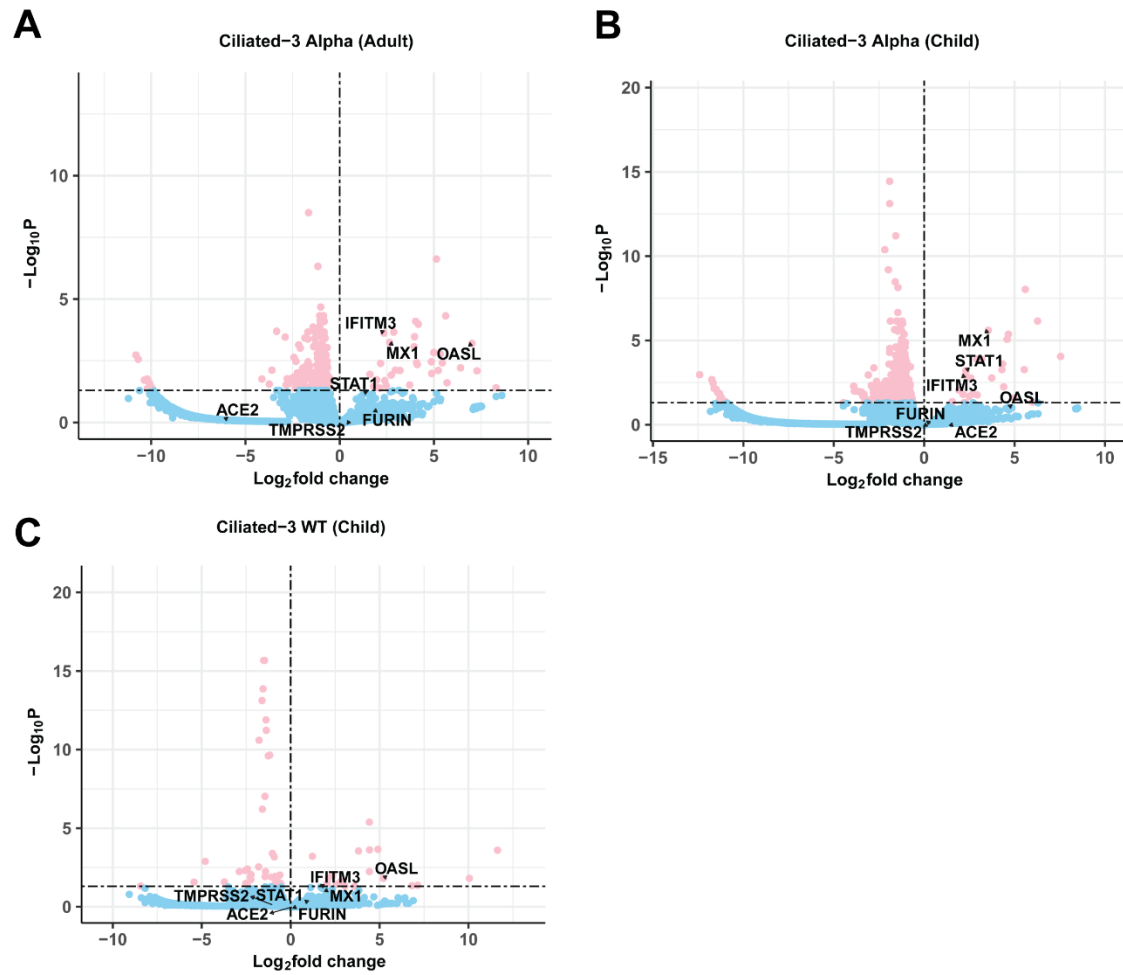 A
Ciliated−3 Alpha (Adult)
−Log10P
10
5
0
IFITM3
MX1
OASL
STAT1
ACE2
FURIN
TMPRSS2
−10
−5
0
5
10
Log2fold change
B
Ciliated−3 Alpha (Child)
−Log10P
20
15
10
5
0
MX1
STAT1
IFITM3
OASL
FURIN
TMPRSS2
ACE2
−15
−10
−5
0
5
10
Log2fold change
C
Ciliated−3 WT (Child)
−Log10P
20
15
10
5
0
OASL
IFITM3
TMPRSS2
STAT1
MX1
ACE2
FURIN
−10
−5
0
5
10
Log2fold change